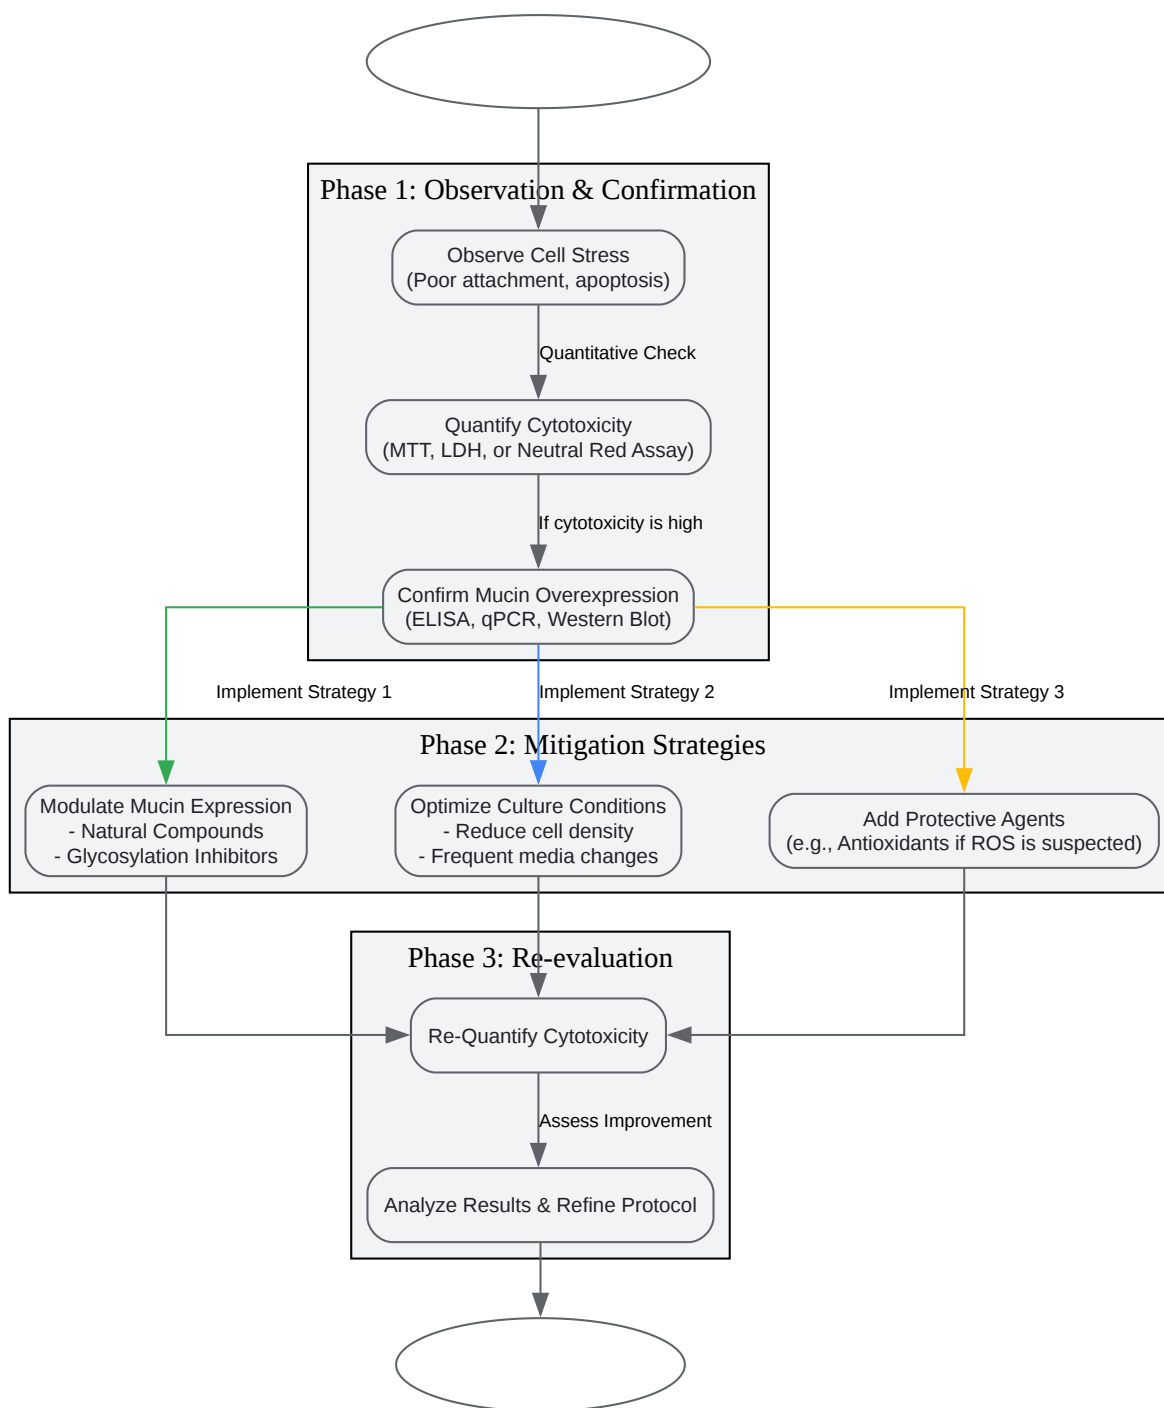 Phase 1: Observation & Confirmation
Observe Cell Stress
(Poor attachment, apoptosis)
Quantitative Check
Quantify Cytotoxicity
(MTT, LDH, or Neutral Red Assay)
If cytotoxicity is high
Confirm Mucin Overexpression
(ELISA, qPCR, Western Blot)
Implement Strategy 1
Implement Strategy 2
Implement Strategy 3
Phase 2: Mitigation Strategies
Modulate Mucin Expression
- Natural Compounds
- Glycosylation Inhibitors
Optimize Culture Conditions
- Reduce cell density
- Frequent media changes
Add Protective Agents
(e.g., Antioxidants if ROS is suspected)
Phase 3: Re-evaluation
Re-Quantify Cytotoxicity
Assess Improvement
Analyze Results & Refine Protocol